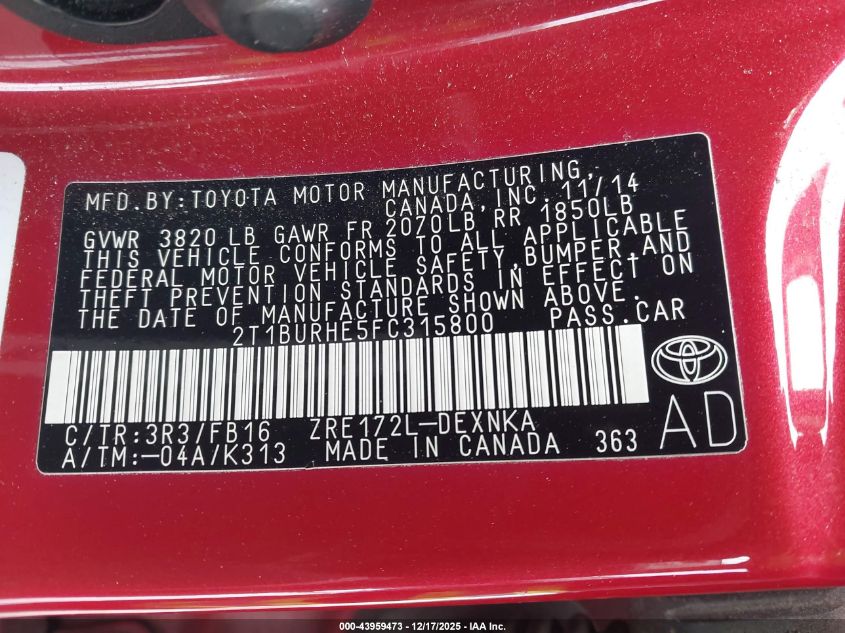 MFD.BY:TOYOTA MOTOR MANUFACTURING,
CANADA,INC. 11/14
GVWR 3820 LB GAWR FR 2070LB RR 1850LB
THIS VEHICLE CONFORMS TO ALL APPLICABLE
FEDERAL MOTOR VEHICLE SAFETY,BUMPER,AND
THEFT PREVENTION STANDARDS IN EFFECT ON
THE DATE OF MANUFACTURE SHOWN ABOVE.
2T1BURHE5FC315800 PASS.CAR
C/TR:3R3/FB16 ZRE172L-DEXNKA
A/TM:-04A/K313 MADE IN CANADA 363
AD
000-43959473 - 12/17/2025 - IAA Inc.